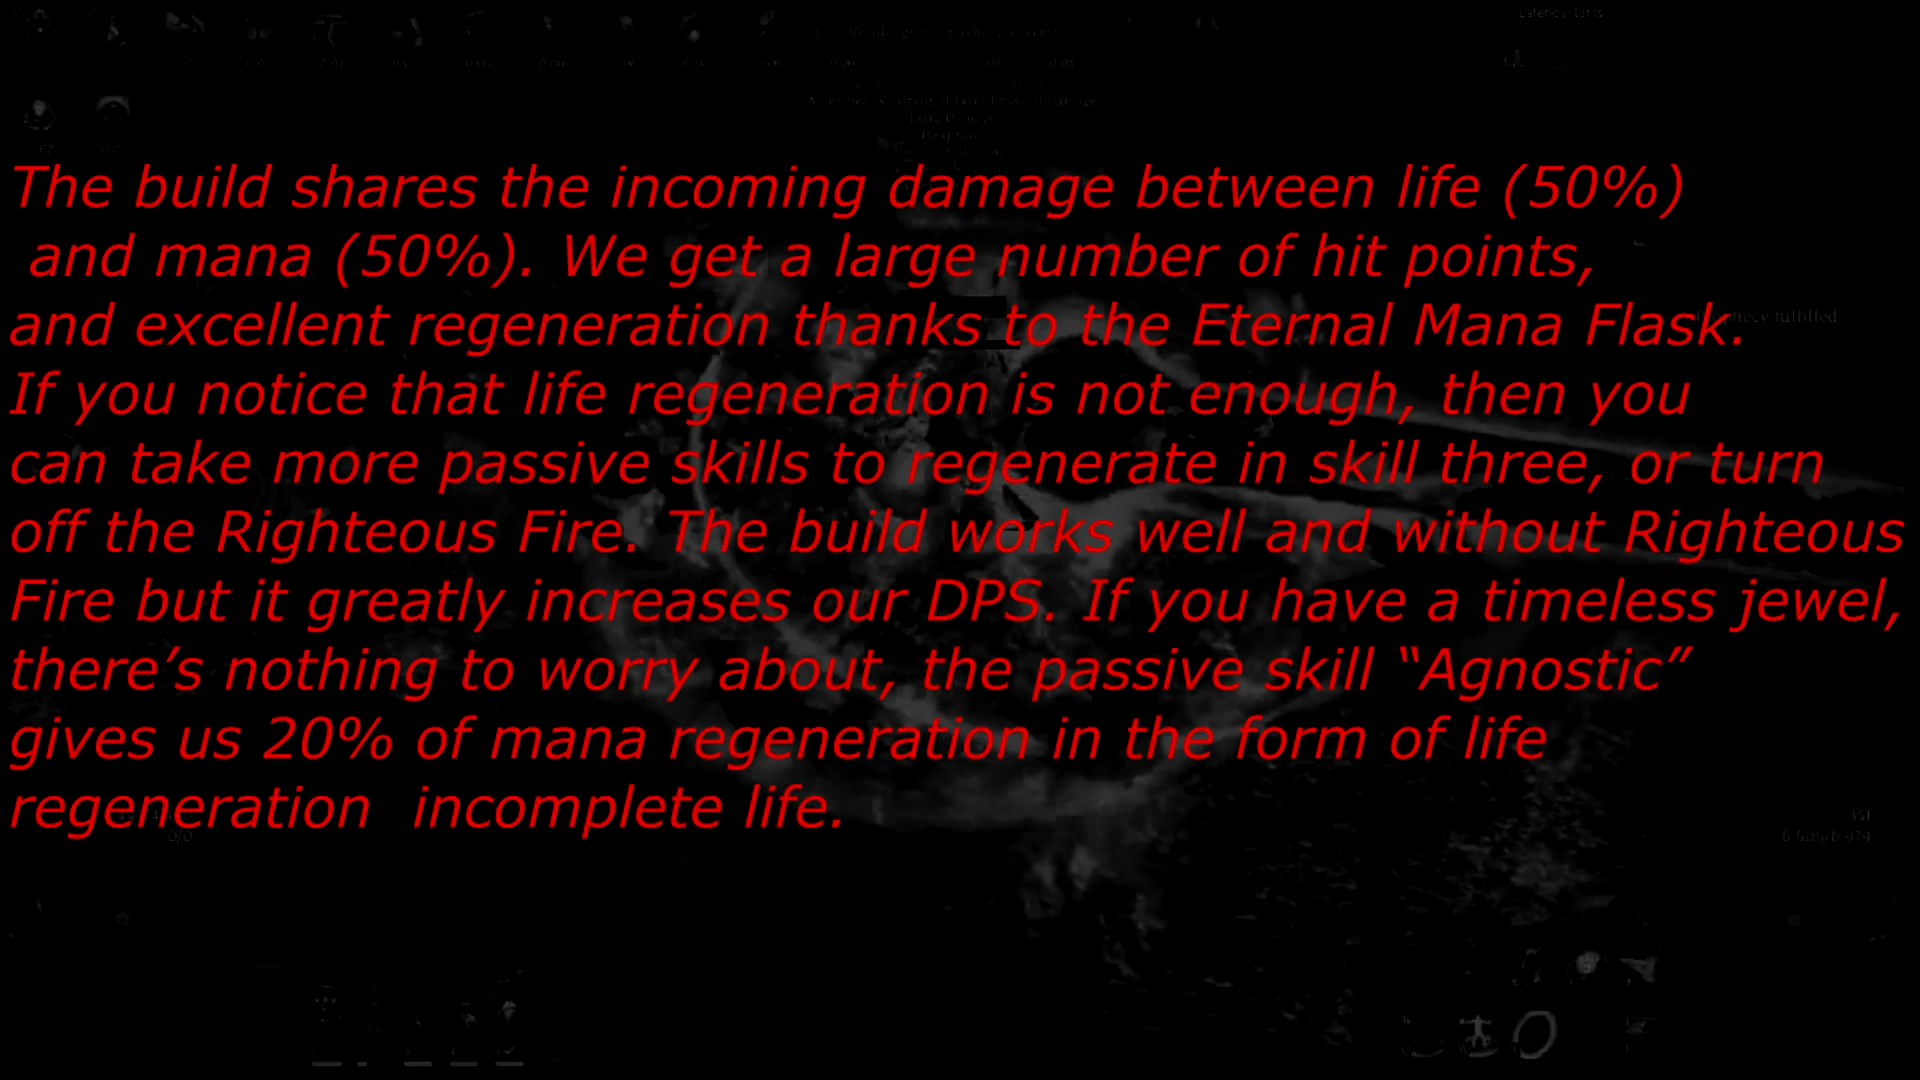 Latency 13ms
The build shares the incoming damage between life (50%)
and mana (50%). We get a large number of hit points,
and excellent regeneration thanks to the Eternal Mana Flask.
If you notice that life regeneration is not enough, then you
can take more passive skills to regenerate in skill three, or turn
off the Righteous Fire. The build works well and without Righteous
Fire but it greatly increases our DPS. If you have a timeless jewel,
there’s nothing to worry about, the passive skill “Agnostic”
gives us 20% of mana regeneration in the form of life
regeneration  incomplete life.
fulfilled
0/0